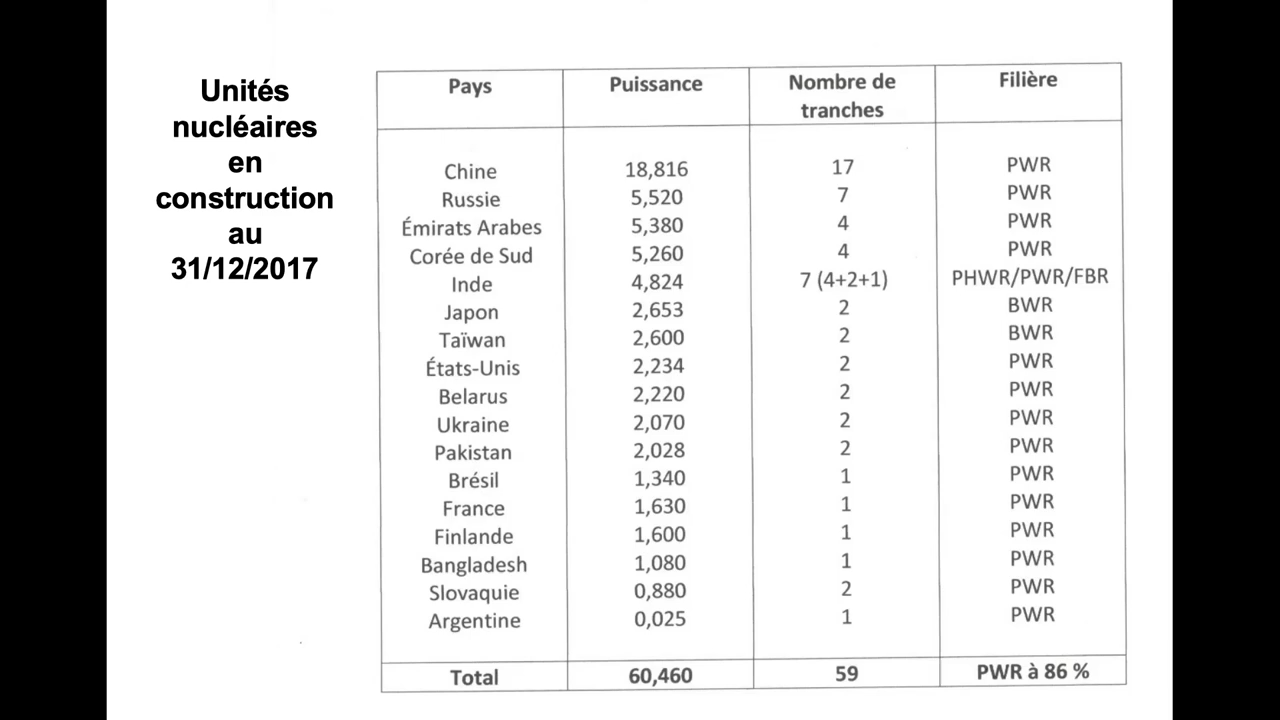 Unités
nucléaires
en
construction
au
31/12/2017
Pays Puissance Nombre de tranches Filière
Chine 18,816 17 PWR
Russie 5,520 7 PWR
Émirats Arabes 5,380 4 PWR
Corée de Sud 5,260 4 PWR
Inde 4,824 7 (4+2+1) PHWR/PWR/FBR
Japon 2,653 2 BWR
Taïwan 2,600 2 BWR
États-Unis 2,234 2 PWR
Belarus 2,220 2 PWR
Ukraine 2,070 2 PWR
Pakistan 2,028 2 PWR
Brésil 1,340 1 PWR
France 1,630 1 PWR
Finlande 1,600 1 PWR
Bangladesh 1,080 1 PWR
Slovaquie 0,880 2 PWR
Argentine 0,025 1 PWR
Total 60,460 59 PWR à 86 %